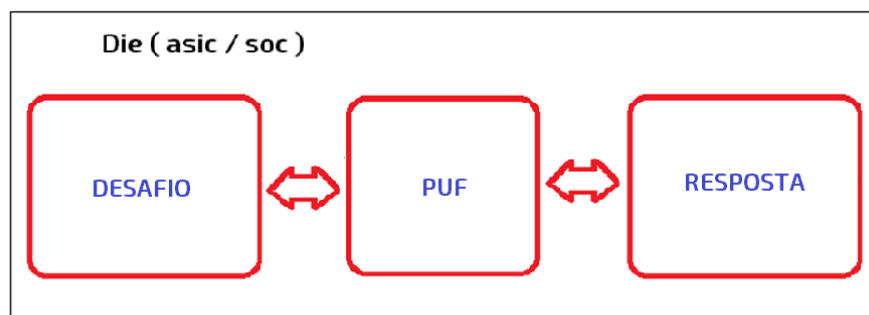 Die ( asic / soc )
DESAFIO
PUF
RESPOSTA